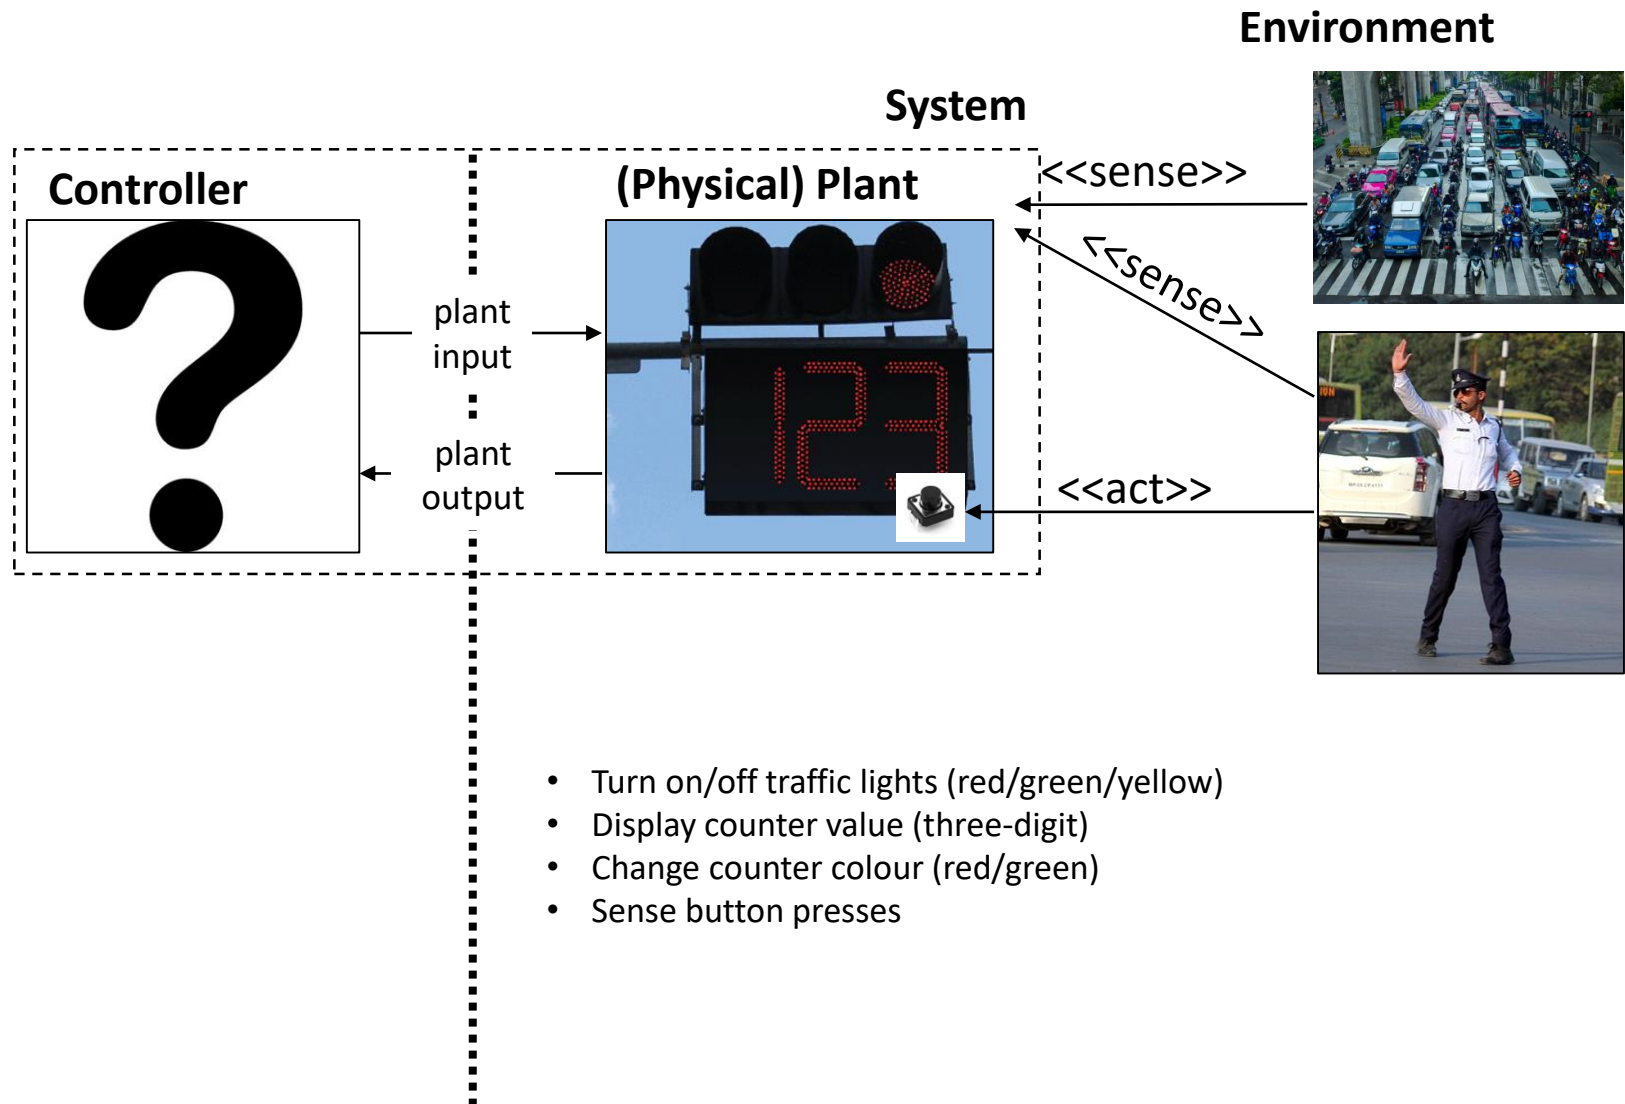 Environment
System
Controller
(Physical) Plant
<<sense>>
<<sense>>
plant
input
123
plant
output
<<act>>
• Turn on/off traffic lights (red/green/yellow)
• Display counter value (three-digit)
• Change counter colour (red/green)
• Sense button presses